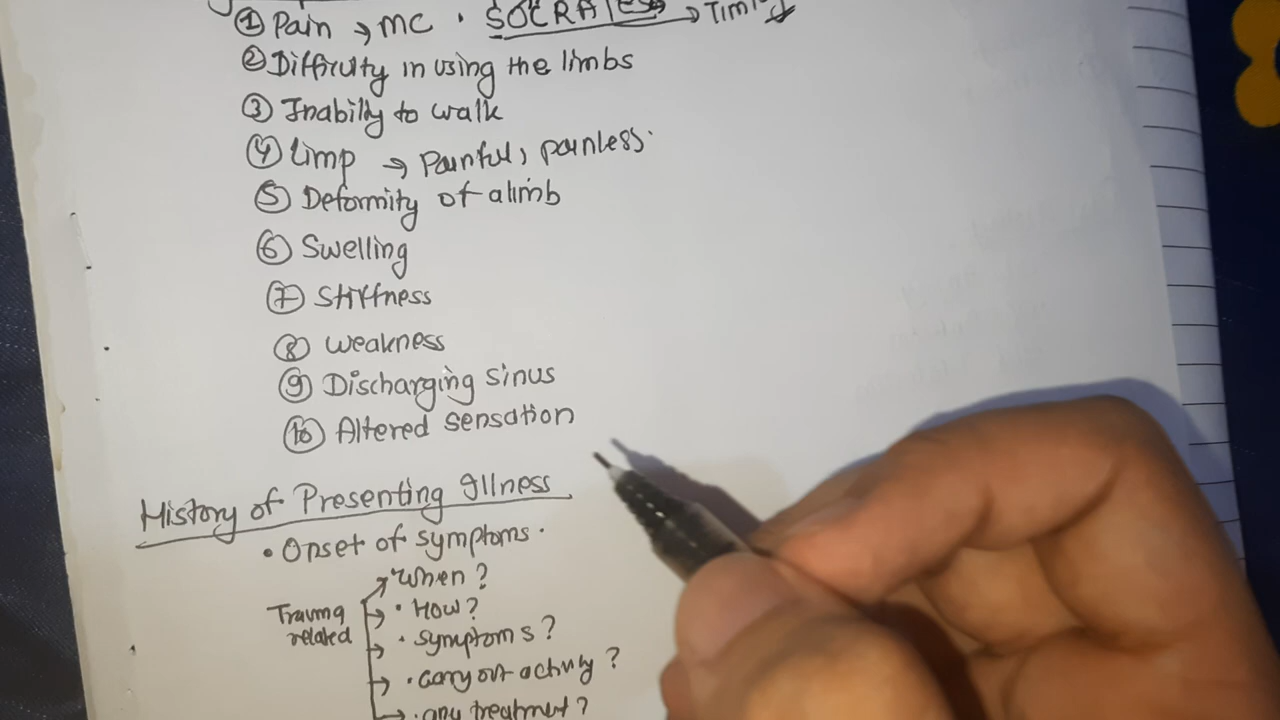 ① Pain → mc · SOCRATES → Timing
② Difficulty in using the limbs
③ Inability to walk
④ limp → Painful, painless.
⑤ Deformity of a limb
⑥ Swelling
⑦ Stiffness
⑧ weakness
⑨ Discharging sinus
⑩ Altered sensation
History of Presenting Illness
• Onset of symptoms.
Trauma related
→ When ?
→ • How ?
→ • symptoms ?
→ • carry out activity ?
→ • any treatment ?